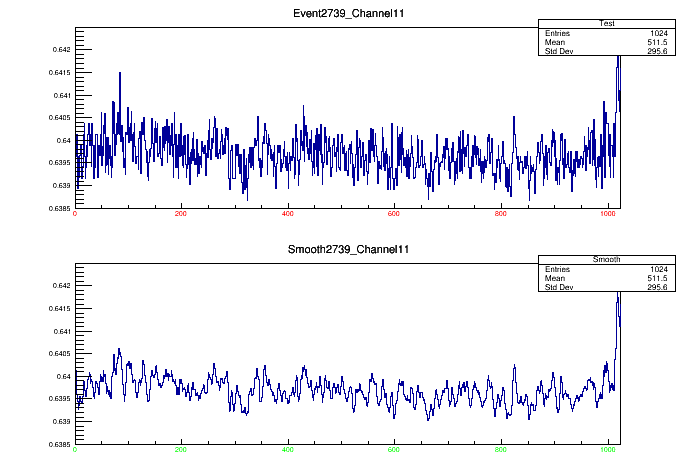 Event2739_Channel11
Test
Entries 1024
Mean 511.5
Std Dev 295.6
0.642
0.6415
0.641
0.6405
0.64
0.6395
0.639
0.6385
0 200 400 600 800 1000
Smooth2739_Channel11
Smooth
Entries 1024
Mean 511.5
Std Dev 295.6
0.642
0.6415
0.641
0.6405
0.64
0.6395
0.639
0.6385
0 200 400 600 800 1000